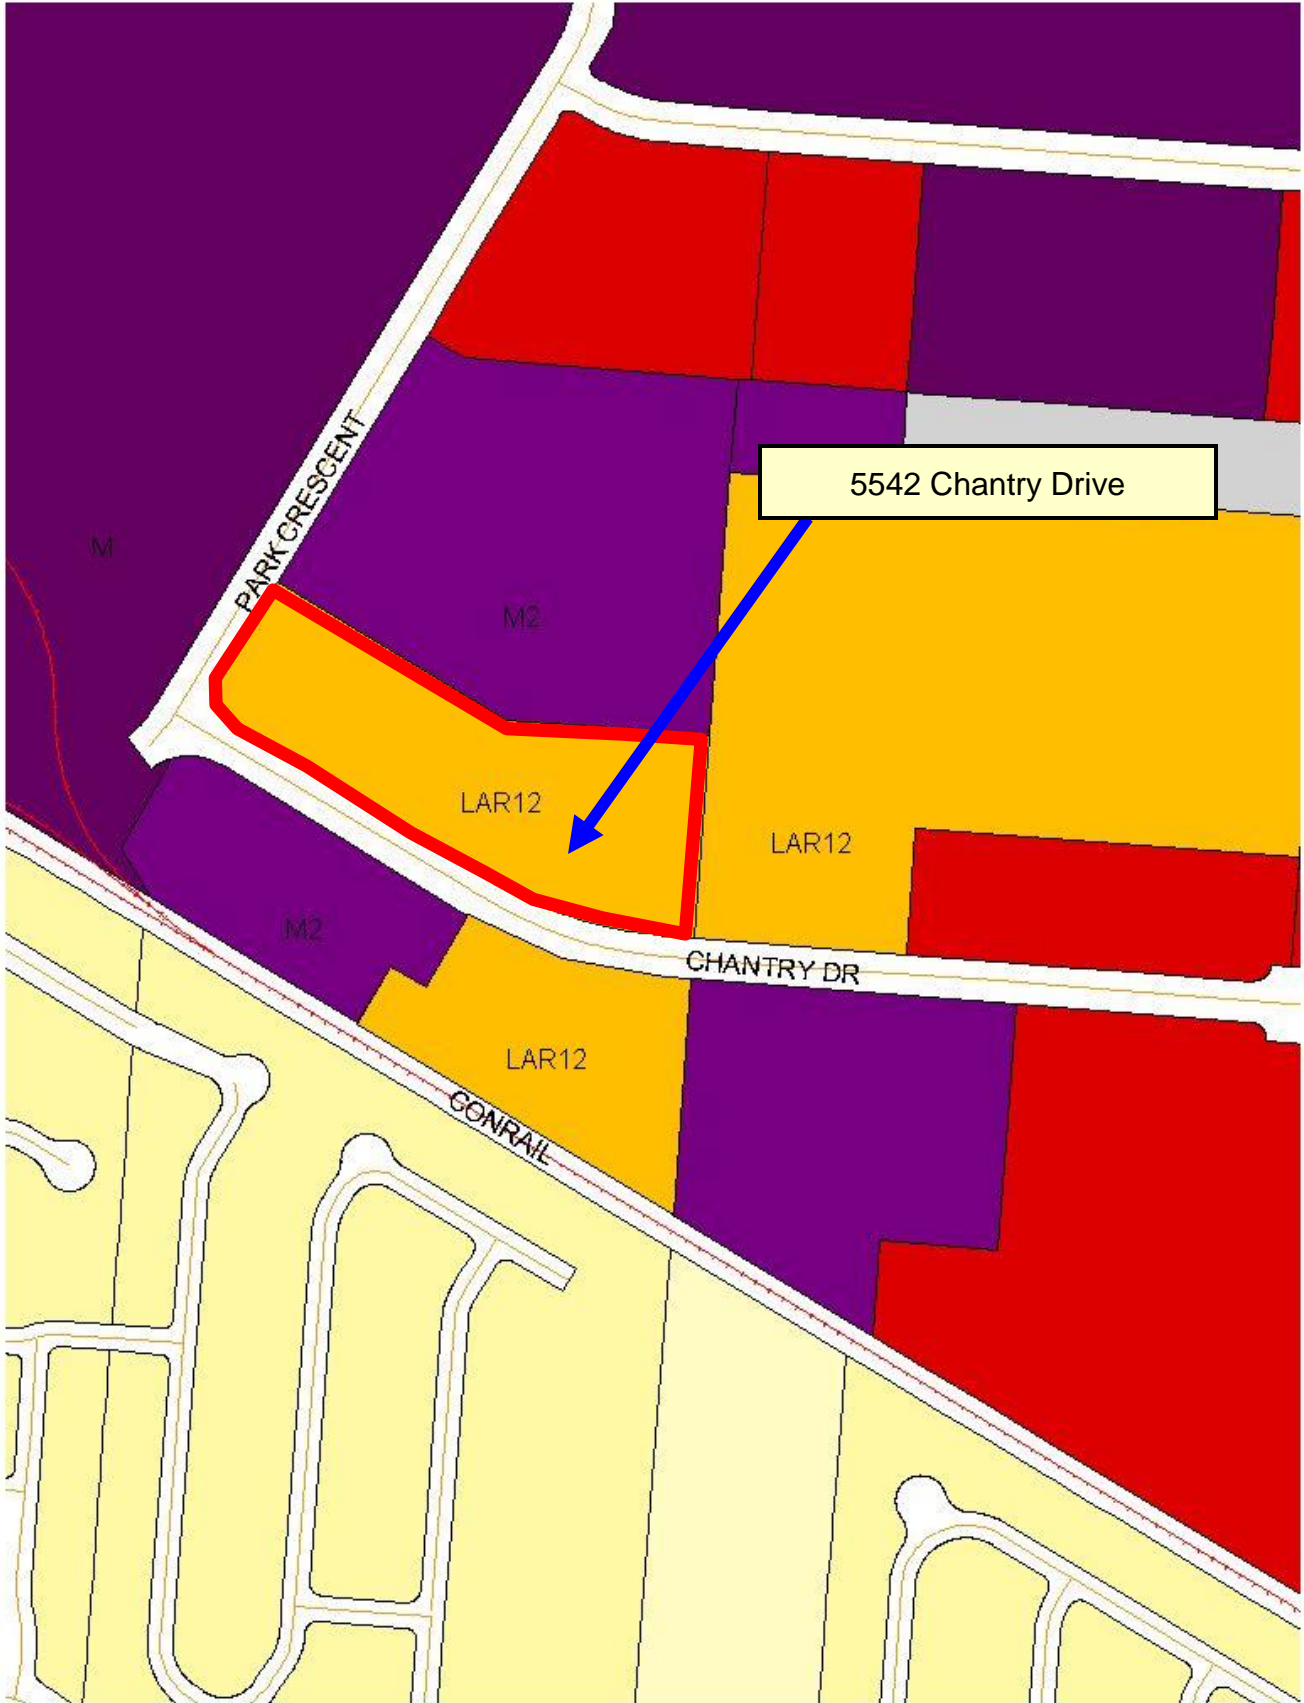 PARK CRESCENT
5542 Chantry Drive
M
M2
LAR12
LAR12
M2
CHANTRY DR
LAR12
CONRAIL